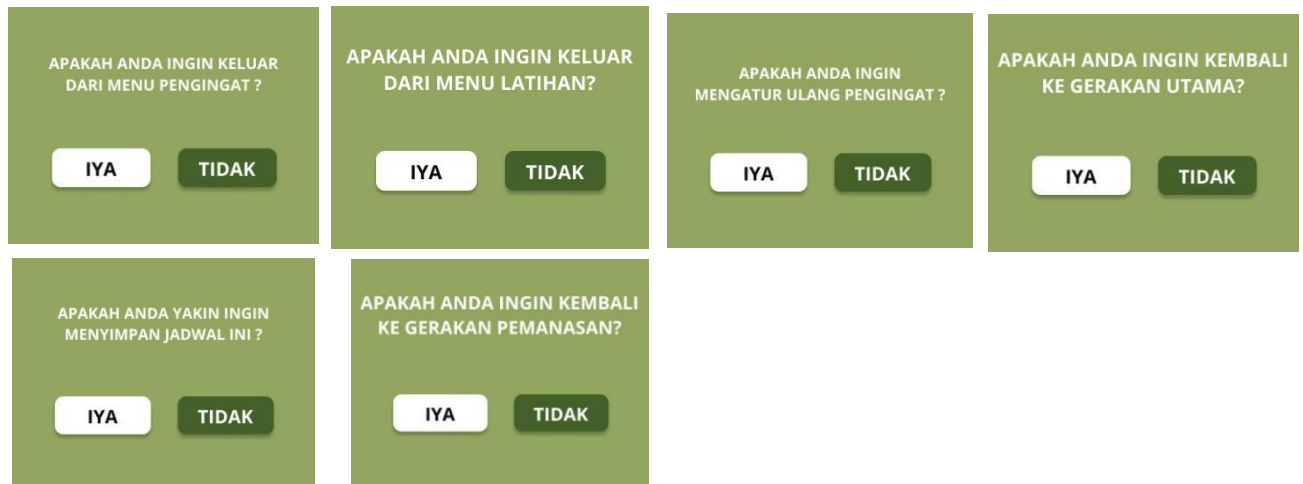 APAKAH ANDA INGIN KELUAR
DARI MENU PENGINGAT ?
IYA
TIDAK
APAKAH ANDA INGIN KELUAR
DARI MENU LATIHAN?
IYA
TIDAK
APAKAH ANDA INGIN
MENGATUR ULANG PENGINGAT ?
IYA
TIDAK
APAKAH ANDA INGIN KEMBALI
KE GERAKAN UTAMA?
IYA
TIDAK
APAKAH ANDA YAKIN INGIN
MENYIMPAN JADWAL INI ?
IYA
TIDAK
APAKAH ANDA INGIN KEMBALI
KE GERAKAN PEMANASAN?
IYA
TIDAK